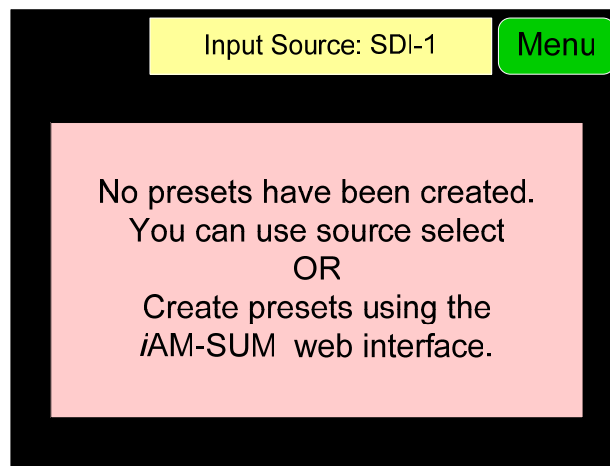 Input Source: SDI-1
Menu
No presets have been created.
You can use source select
OR
Create presets using the
iAM-SUM web interface.